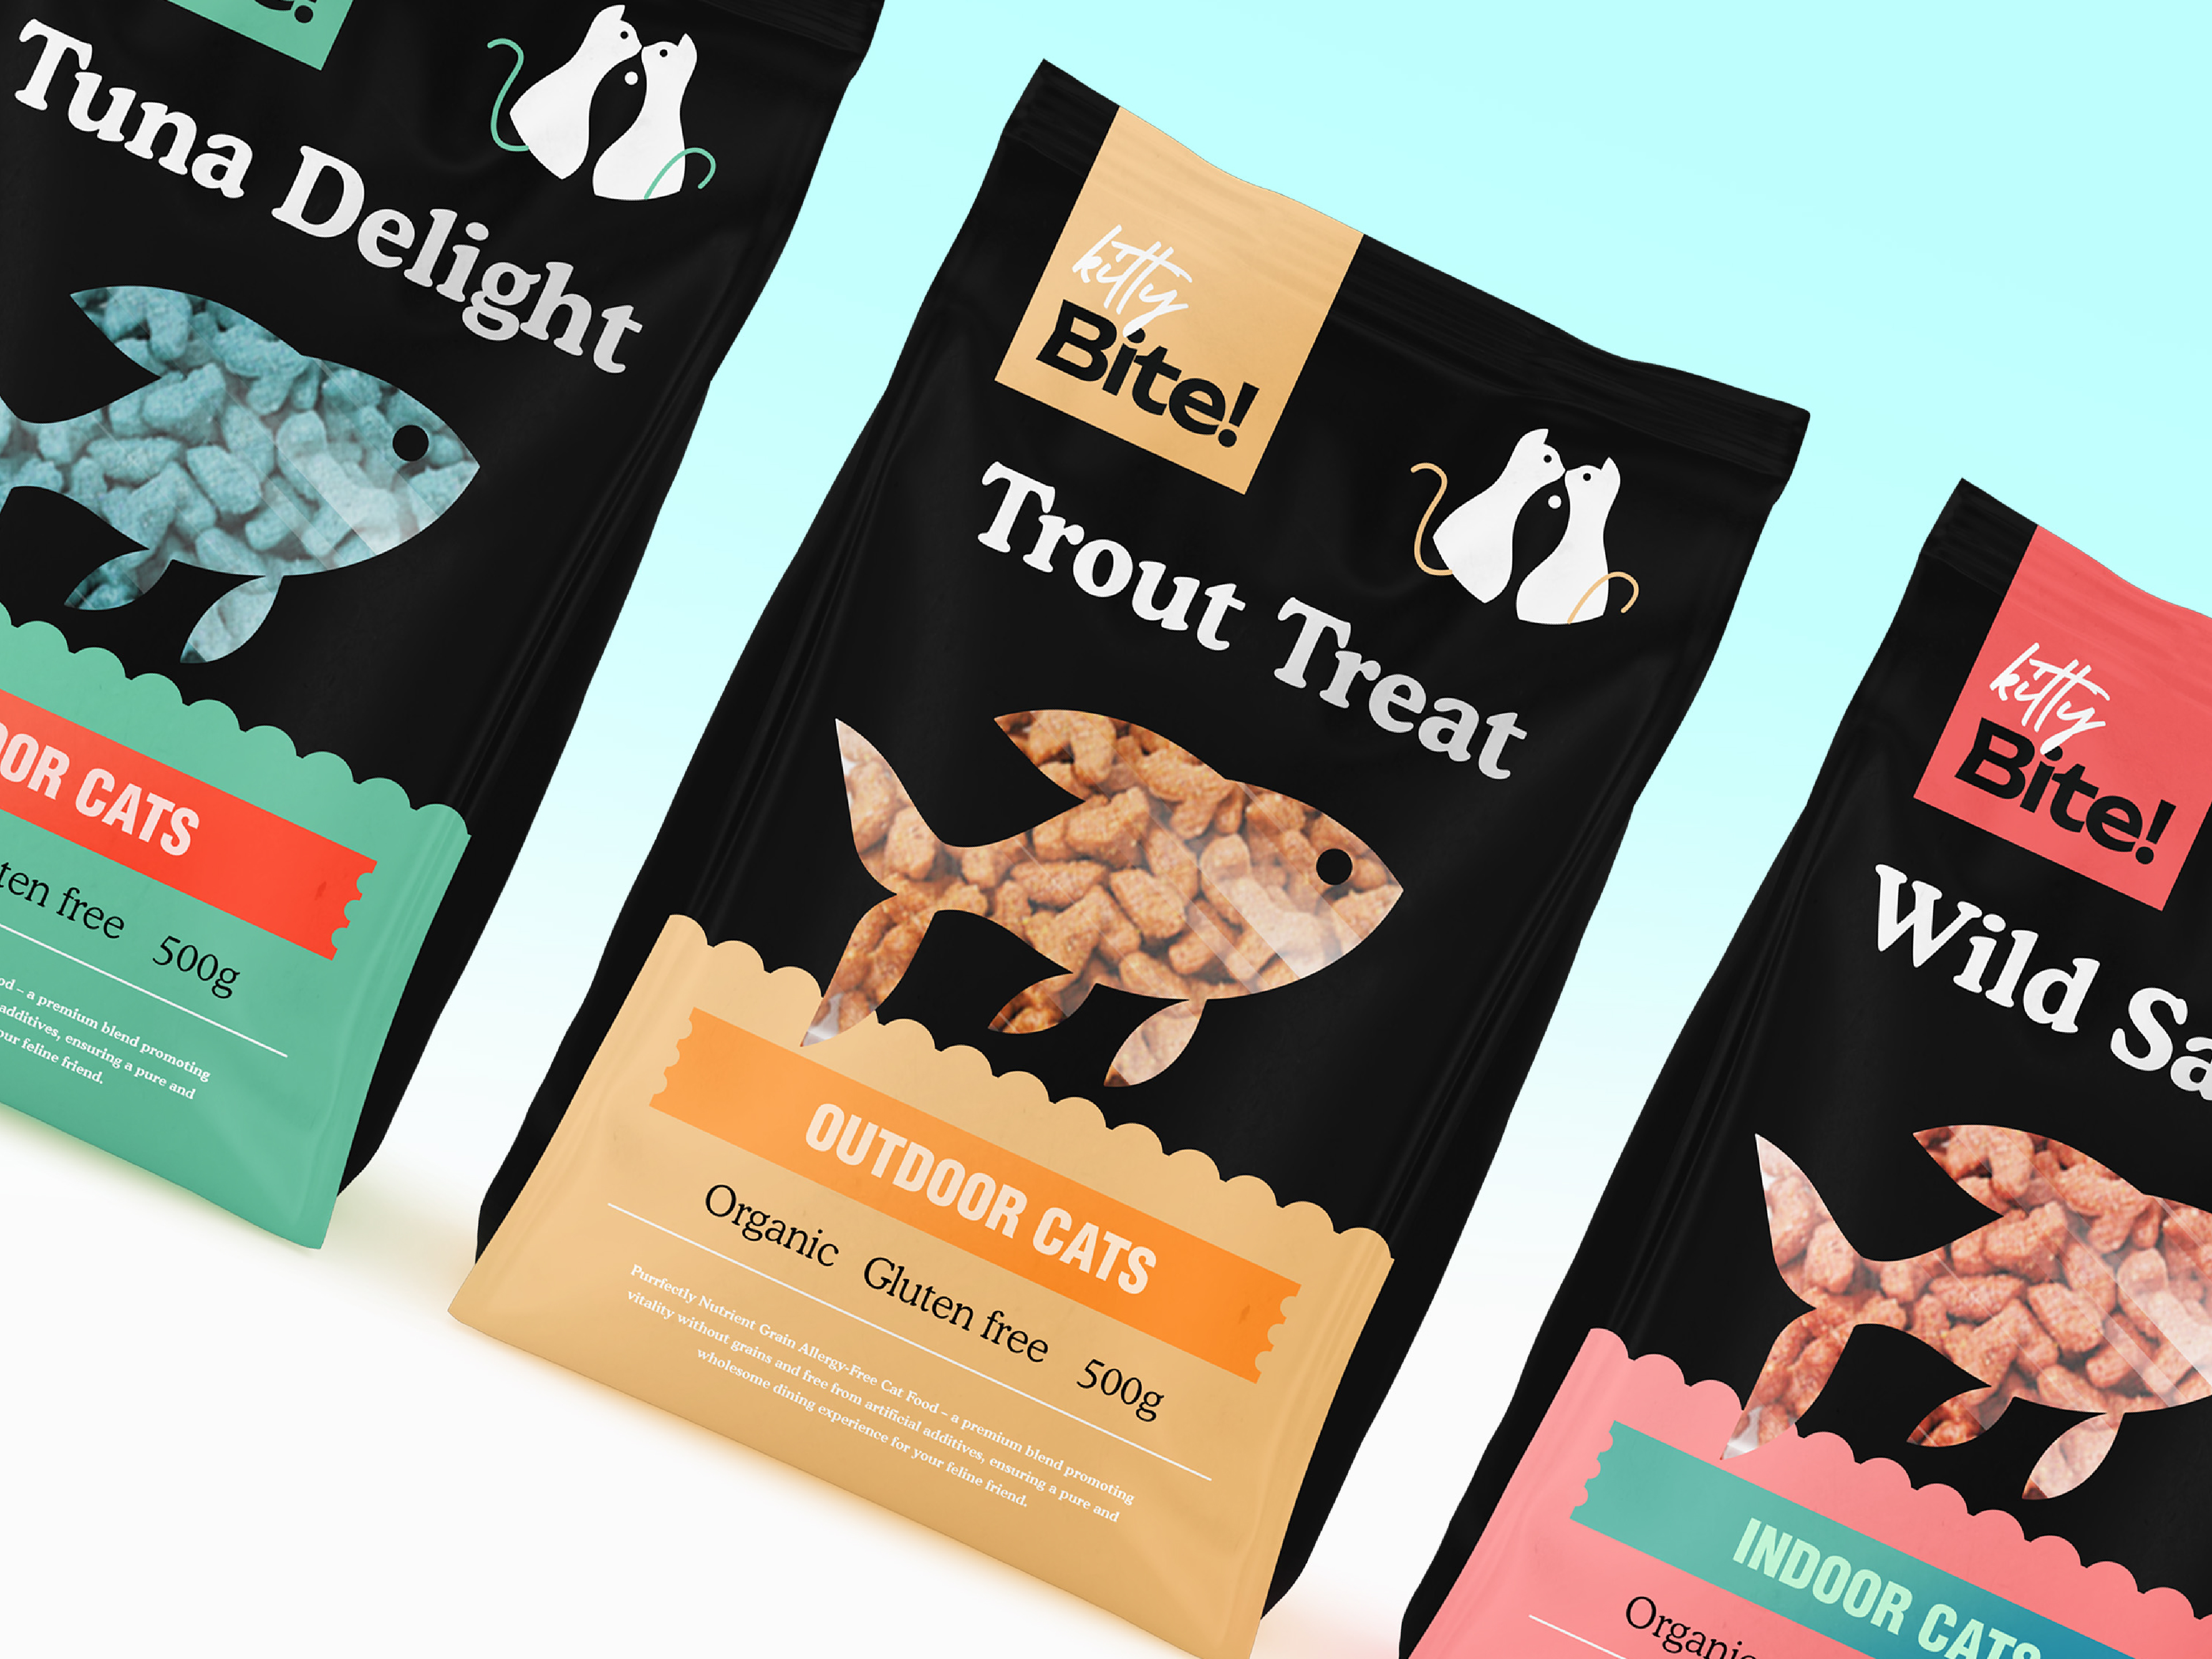 Bite!
Tuna Delight
OOR CATS
ten free 500g
od – a premium blend promoting
additives, ensuring a pure and
our feline friend.
kitty
Bite!
Trout Treat
OUTDOOR CATS
Organic Gluten free 500g
Purrfectly Nutrient Grain Allergy-Free Cat Food – a premium blend promoting
vitality without grains and free from artificial additives, ensuring a pure and
wholesome dining experience for your feline friend.
kitty
Bite!
Wild Sa
INDOOR CATS
Organic